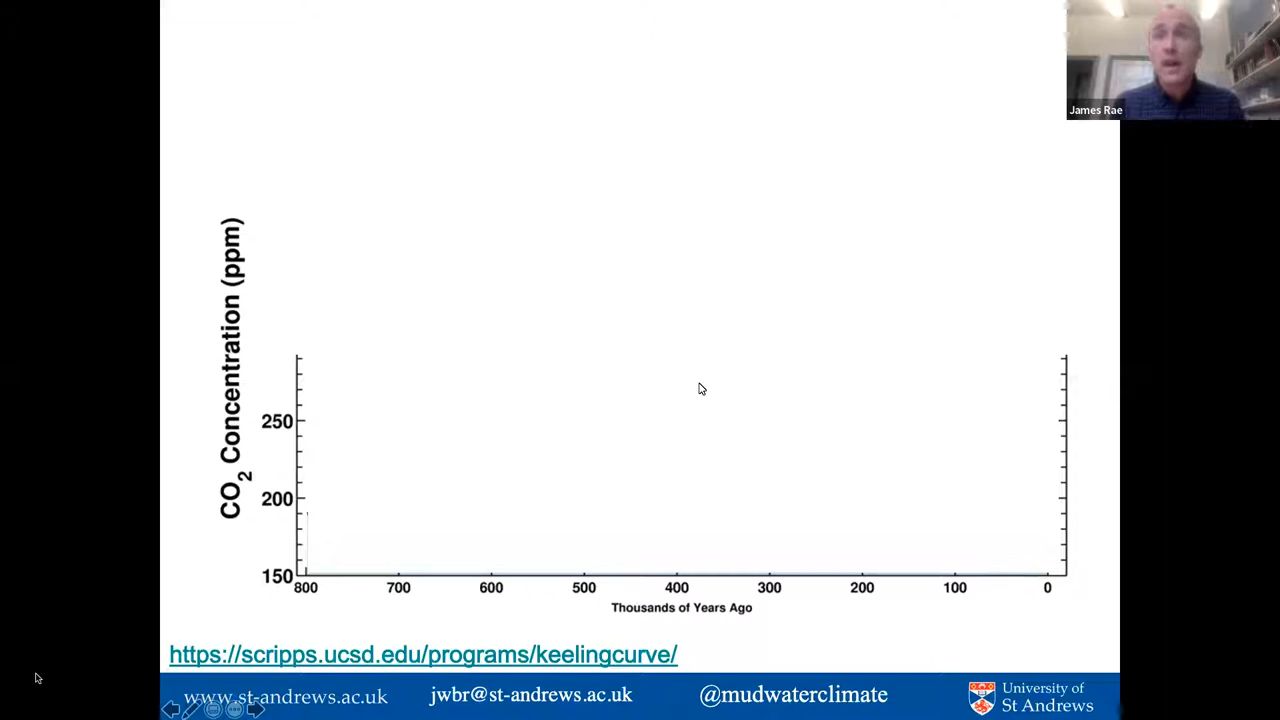 James Rae
CO2 Concentration (ppm)
250
200
150
800 700 600 500 400 300 200 100 0
Thousands of Years Ago
https://scripps.ucsd.edu/programs/keelingcurve/
www.st-andrews.ac.uk jwbr@st-andrews.ac.uk @mudwaterclimate University of
St Andrews